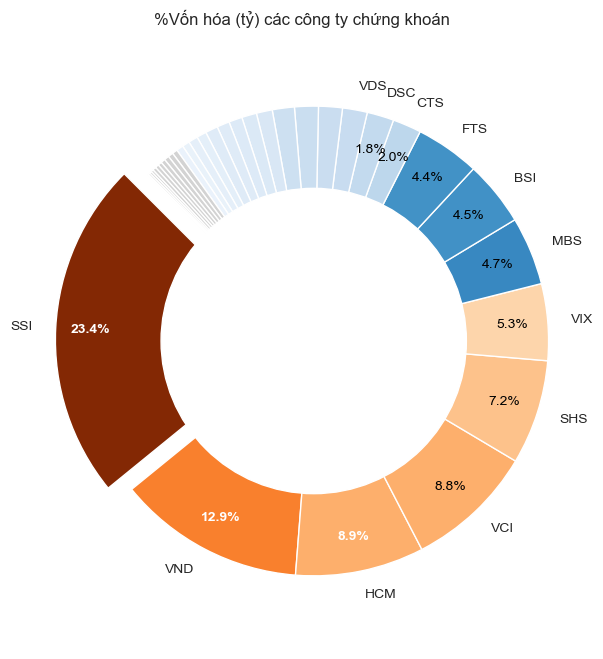 %Vốn hóa (tỷ) các công ty chứng khoán
VDS
DSC
CTS
FTS
BSI
MBS
VIX
SHS
VCI
HCM
VND
SSI
1.8%
2.0%
4.4%
4.5%
4.7%
5.3%
7.2%
8.8%
8.9%
12.9%
23.4%